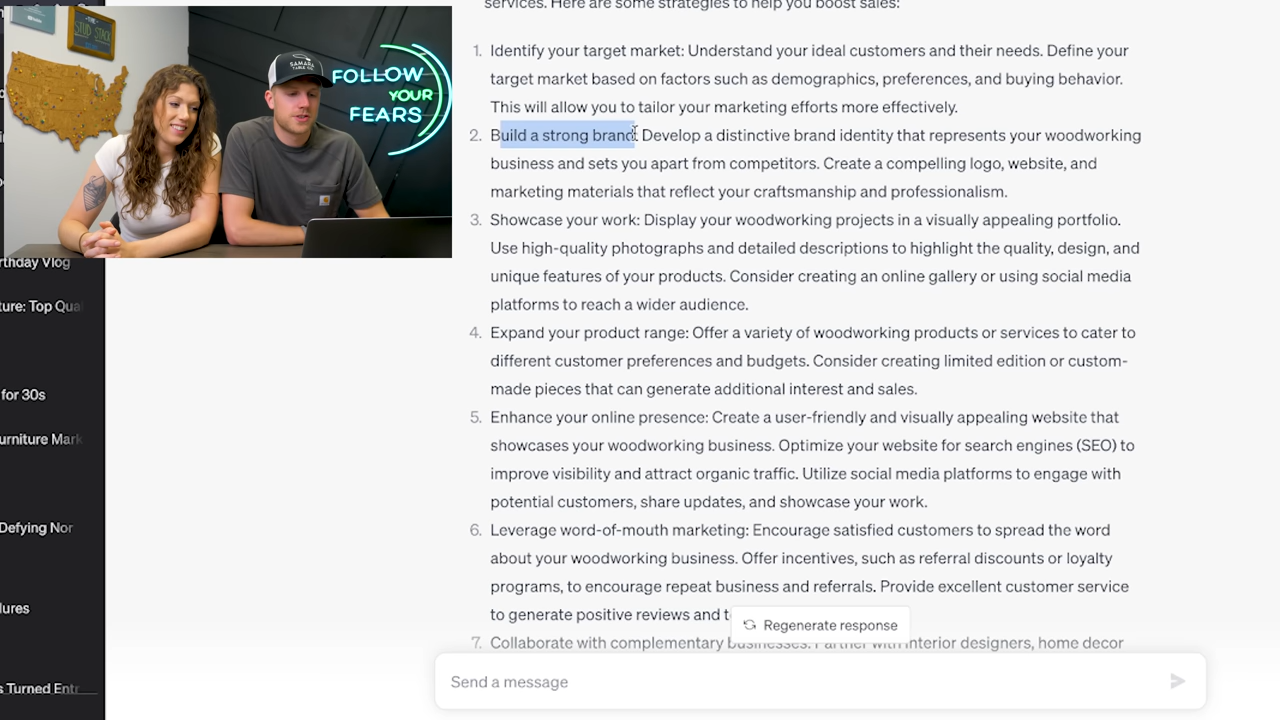 services. Here are some strategies to help you boost sales:
1. Identify your target market: Understand your ideal customers and their needs. Define your
target market based on factors such as demographics, preferences, and buying behavior.
This will allow you to tailor your marketing efforts more effectively.
2. Build a strong brand: Develop a distinctive brand identity that represents your woodworking
business and sets you apart from competitors. Create a compelling logo, website, and
marketing materials that reflect your craftsmanship and professionalism.
3. Showcase your work: Display your woodworking projects in a visually appealing portfolio.
Use high-quality photographs and detailed descriptions to highlight the quality, design, and
unique features of your products. Consider creating an online gallery or using social media
platforms to reach a wider audience.
4. Expand your product range: Offer a variety of woodworking products or services to cater to
different customer preferences and budgets. Consider creating limited edition or custom-
made pieces that can generate additional interest and sales.
5. Enhance your online presence: Create a user-friendly and visually appealing website that
showcases your woodworking business. Optimize your website for search engines (SEO) to
improve visibility and attract organic traffic. Utilize social media platforms to engage with
potential customers, share updates, and showcase your work.
6. Leverage word-of-mouth marketing: Encourage satisfied customers to spread the word
about your woodworking business. Offer incentives, such as referral discounts or loyalty
programs, to encourage repeat business and referrals. Provide excellent customer service
to generate positive reviews and t
7. Collaborate with complementary businesses: Partner with interior designers, home decor
Regenerate response
Send a message
THE
STUD STACK
SAMARA
FOLLOW
YOUR
FEARS
rthday Vlog
ture: Top Qua
for 30s
urniture Mark
Defying Nor
lures
s Turned Entr